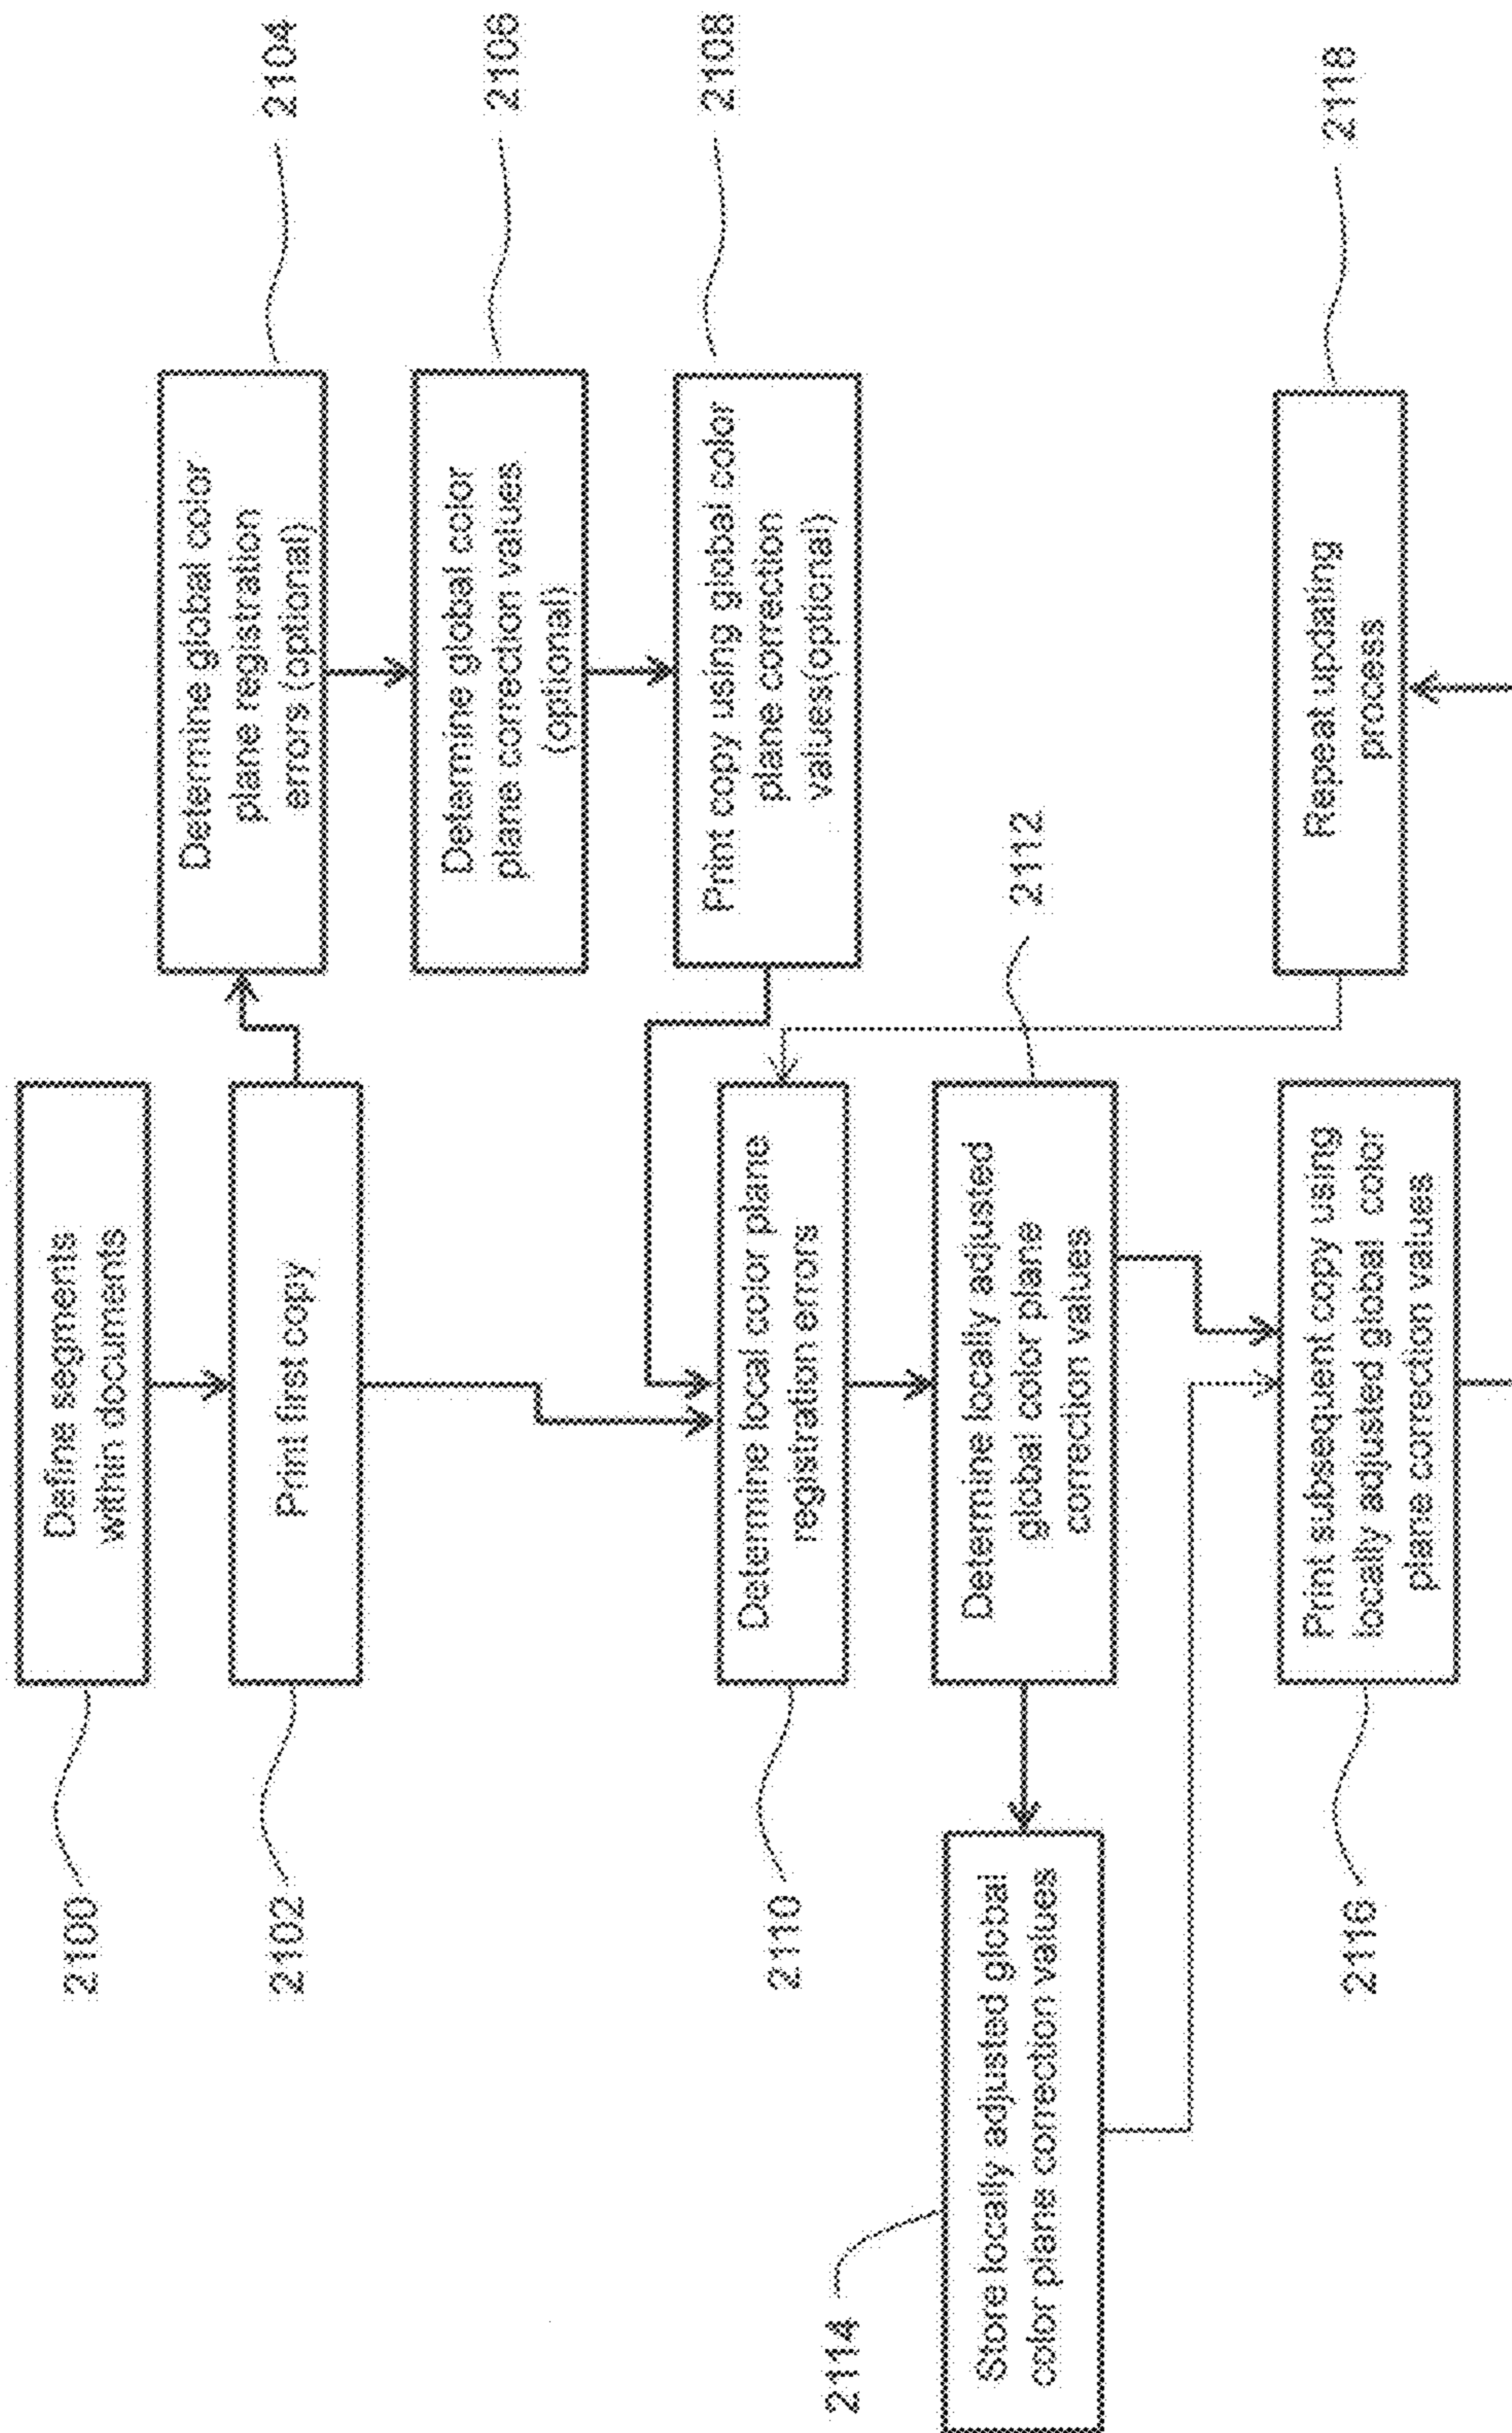 2100
Define segments
within documents
2102
Print first copy
2104
Determine global color
plane registration
errors (optional)
2106
Determine global color
plane correction values
(optional)
2108
Print copy using global color
plane correction
values(optional)
2110
Determine local color plane
registration errors
2112
Determine locally adjusted
global color plane
correction values
2114
Store locally adjusted global
color plans correction values
2116
Print subsequent copy using
locally adjusted global color
plane correction values
2118
Repeat updating
process